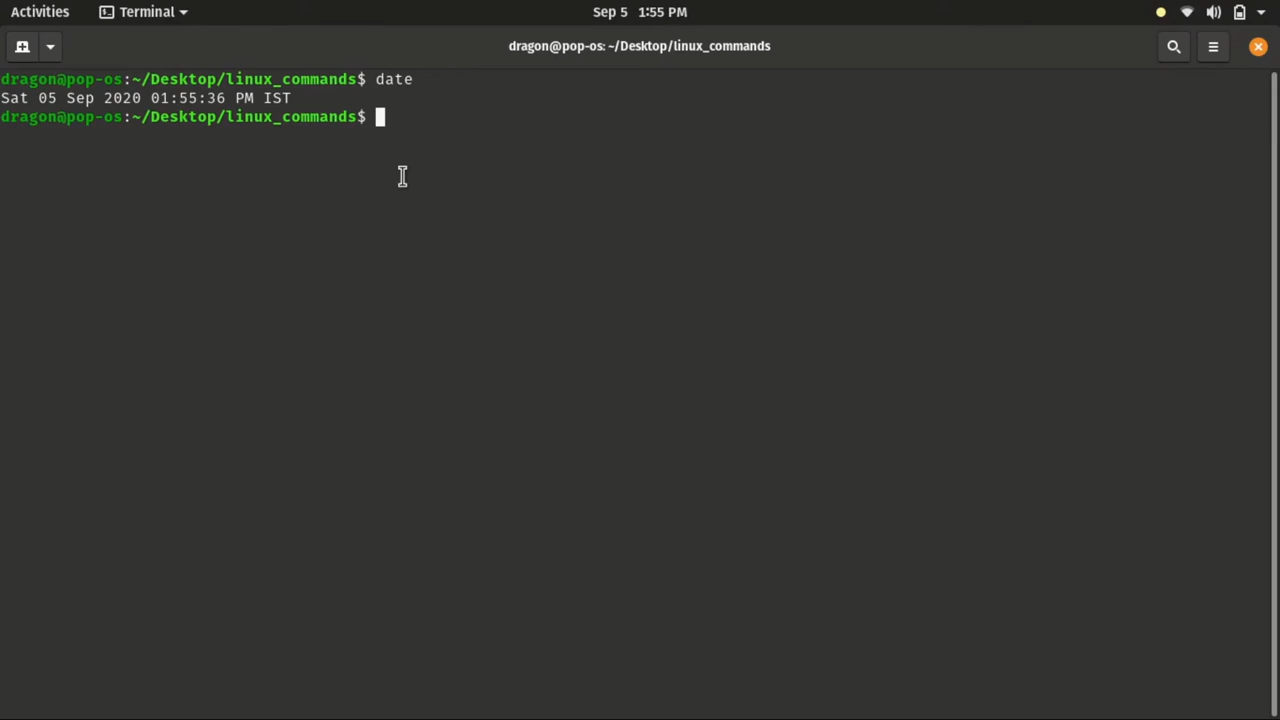 Activities Terminal Sep 5 1:55 PM
dragon@pop-os: ~/Desktop/linux_commands
dragon@pop-os:~/Desktop/linux_commands$ date
Sat 05 Sep 2020 01:55:36 PM IST
dragon@pop-os:~/Desktop/linux_commands$